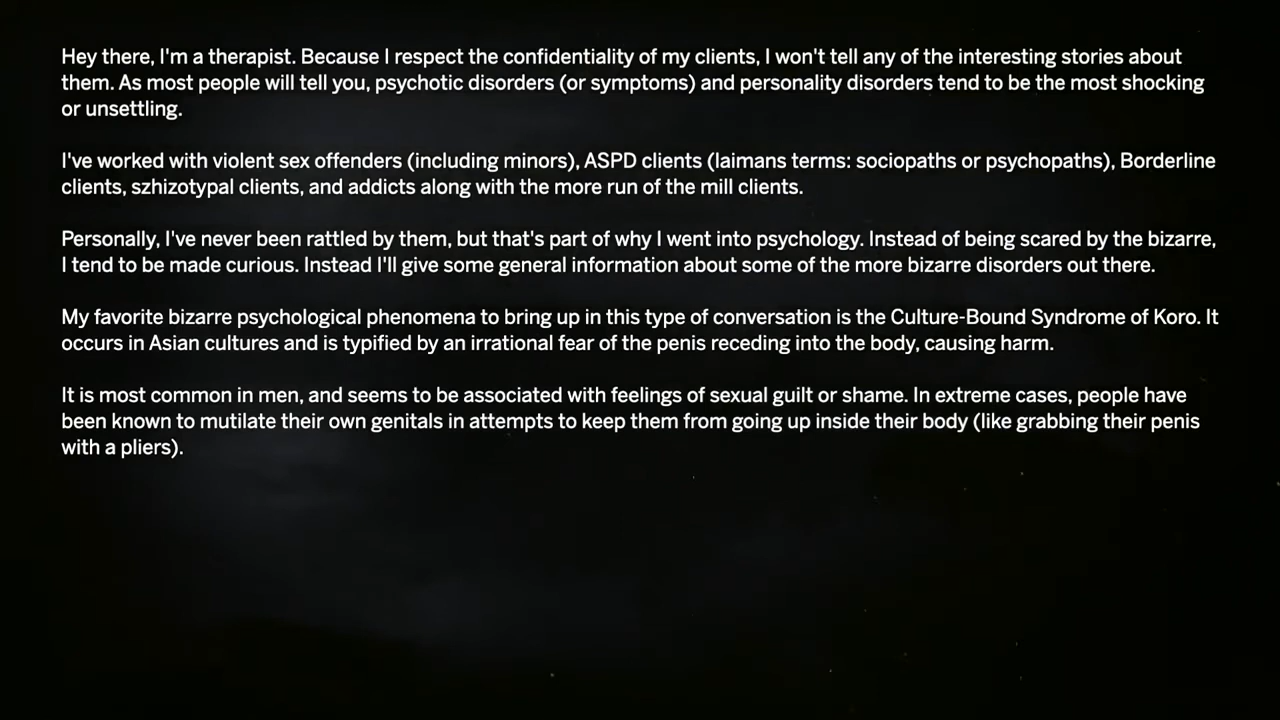 Hey there, I'm a therapist. Because I respect the confidentiality of my clients, I won't tell any of the interesting stories about
them. As most people will tell you, psychotic disorders (or symptoms) and personality disorders tend to be the most shocking
or unsettling.
I've worked with violent sex offenders (including minors), ASPD clients (laimans terms: sociopaths or psychopaths), Borderline
clients, szhizotypal clients, and addicts along with the more run of the mill clients.
Personally, I've never been rattled by them, but that's part of why I went into psychology. Instead of being scared by the bizarre,
I tend to be made curious. Instead I'll give some general information about some of the more bizarre disorders out there.
My favorite bizarre psychological phenomena to bring up in this type of conversation is the Culture-Bound Syndrome of Koro. It
occurs in Asian cultures and is typified by an irrational fear of the penis receding into the body, causing harm.
It is most common in men, and seems to be associated with feelings of sexual guilt or shame. In extreme cases, people have
been known to mutilate their own genitals in attempts to keep them from going up inside their body (like grabbing their penis
with a pliers).